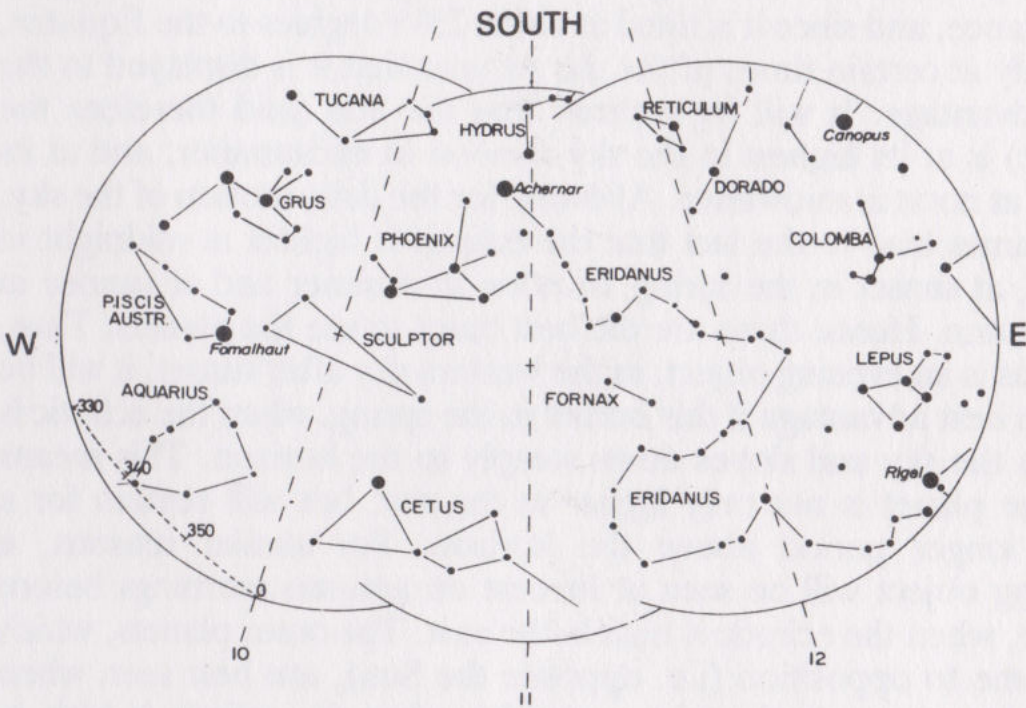 SOUTH
TUCANA
HYDRUS
RETICULUM
Canopus
Achernar
GRUS
DORADO
PHOENIX
COLOMBA
ERIDANUS
PISCIS
AUSTR.
Fomalhaut
SCULPTOR
W
E
LEPUS
AQUARIUS
FORNAX
330
340
350
0
CETUS
ERIDANUS
Rigel
10
11
12